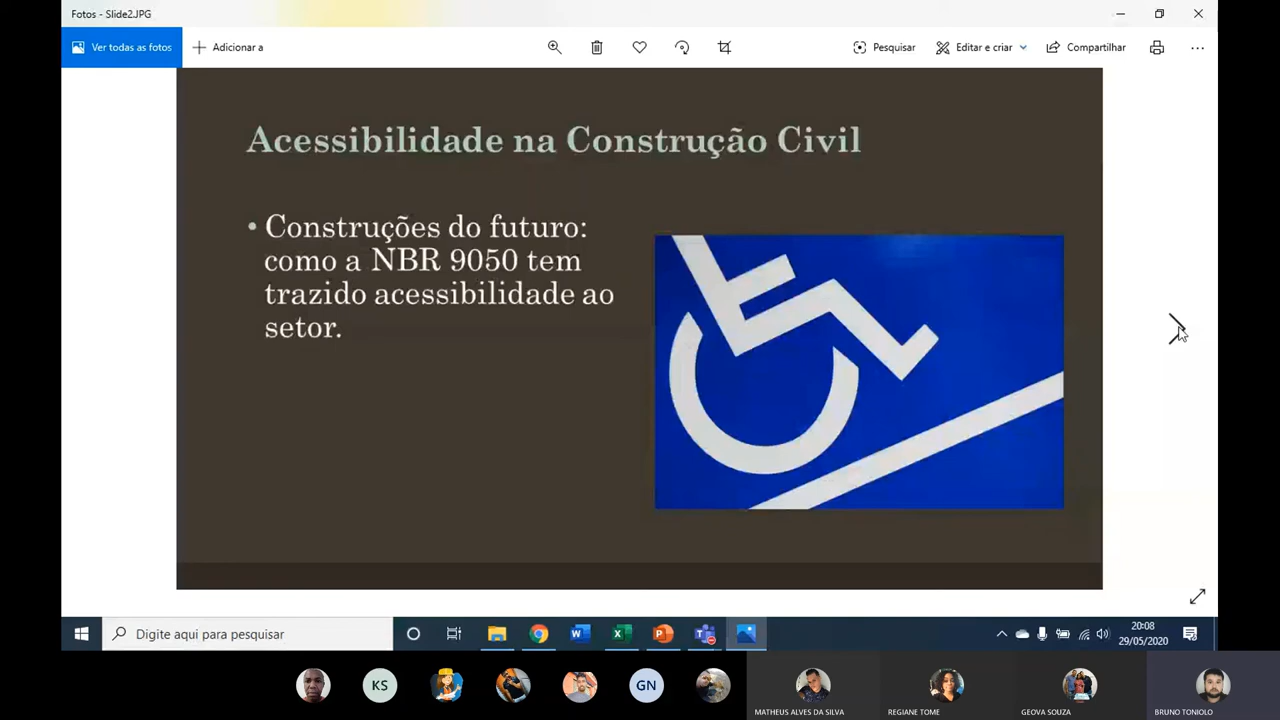 Fotos - Slide2.JPG
Ver todas as fotos
Adicionar a
Pesquisar
Editar e criar
Compartilhar
Acessibilidade na Construção Civil
• Construções do futuro:
como a NBR 9050 tem
trazido acessibilidade ao
setor.
Digite aqui para pesquisar
20:08
29/05/2020
KS
GN
MATHEUS ALVES DA SILVA
REGIANE TOME
GEOVA SOUZA
BRUNO TONIOLO